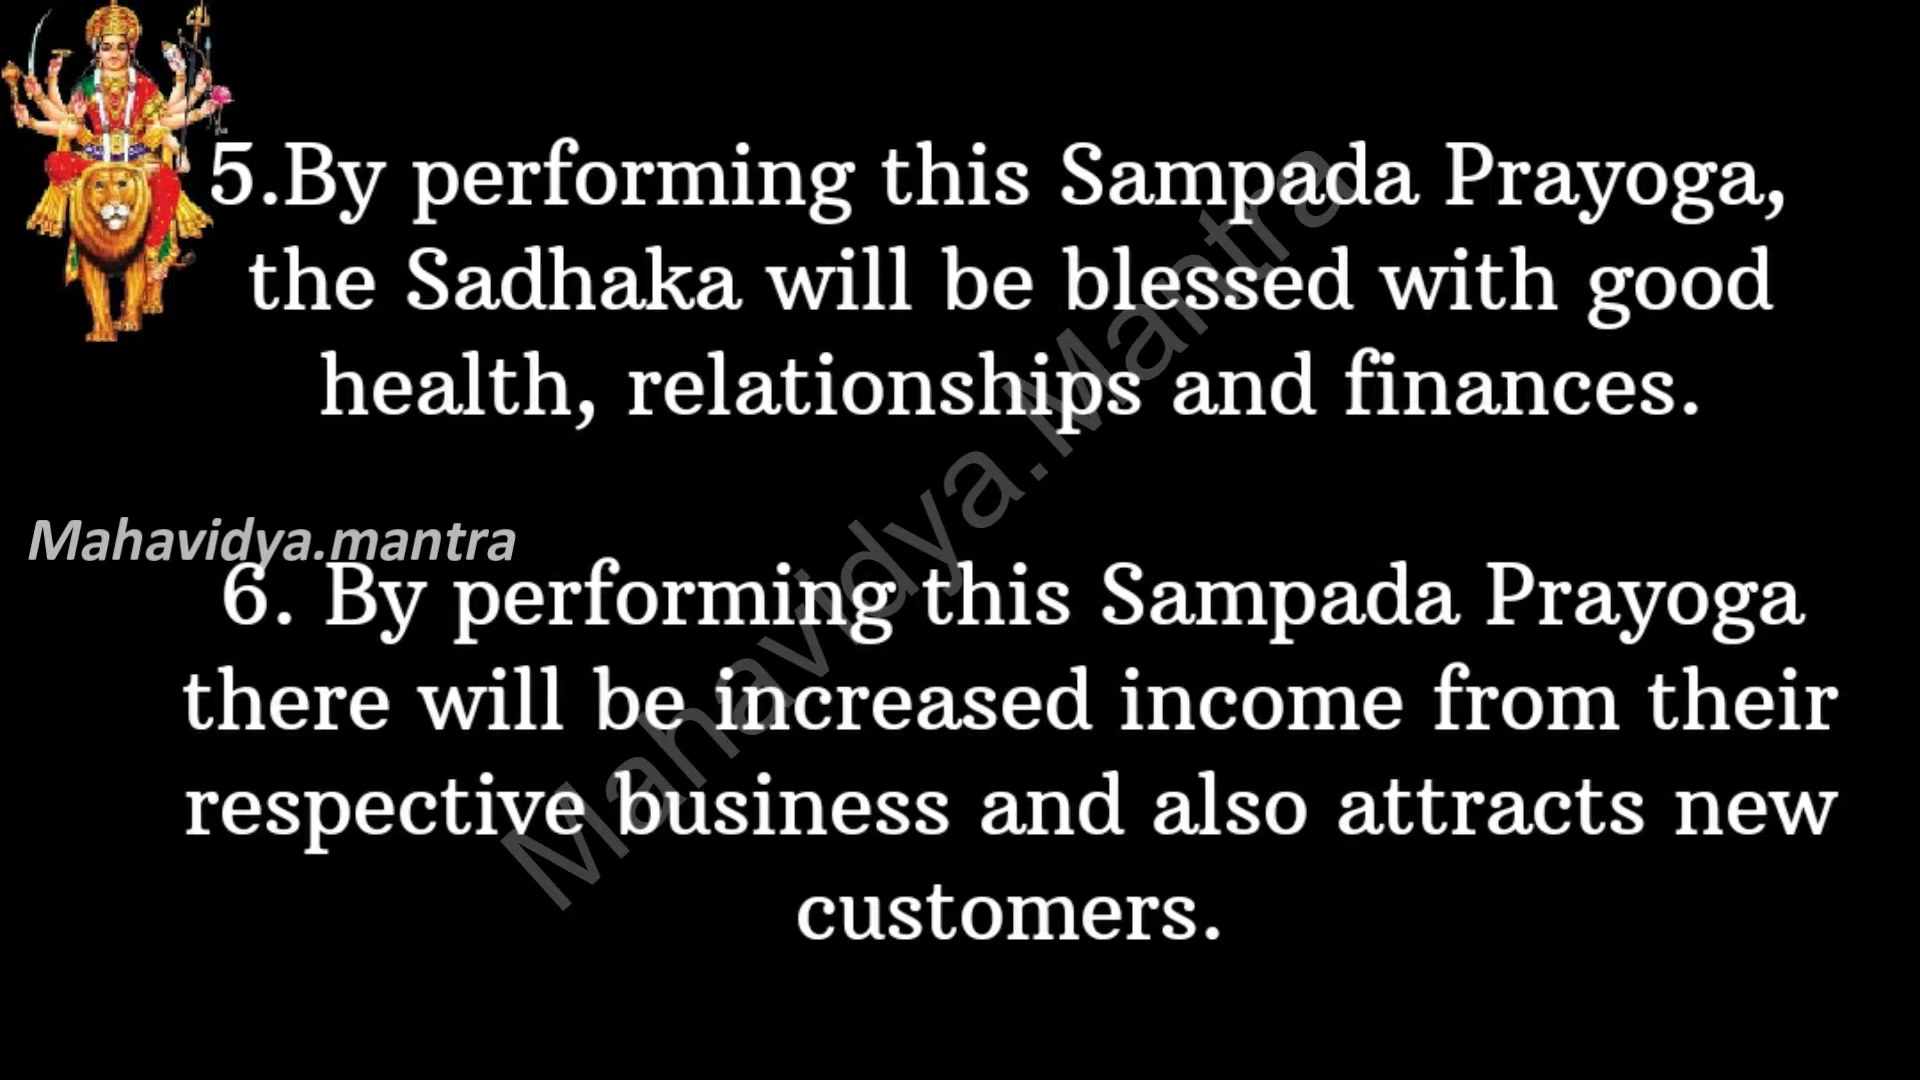 5.By performing this Sampada Prayoga,
the Sadhaka will be blessed with good
health, relationships and finances.
Mahavidya.mantra
6. By performing this Sampada Prayoga
there will be increased income from their
respective business and also attracts new
customers.
Mahavidya.Mantra